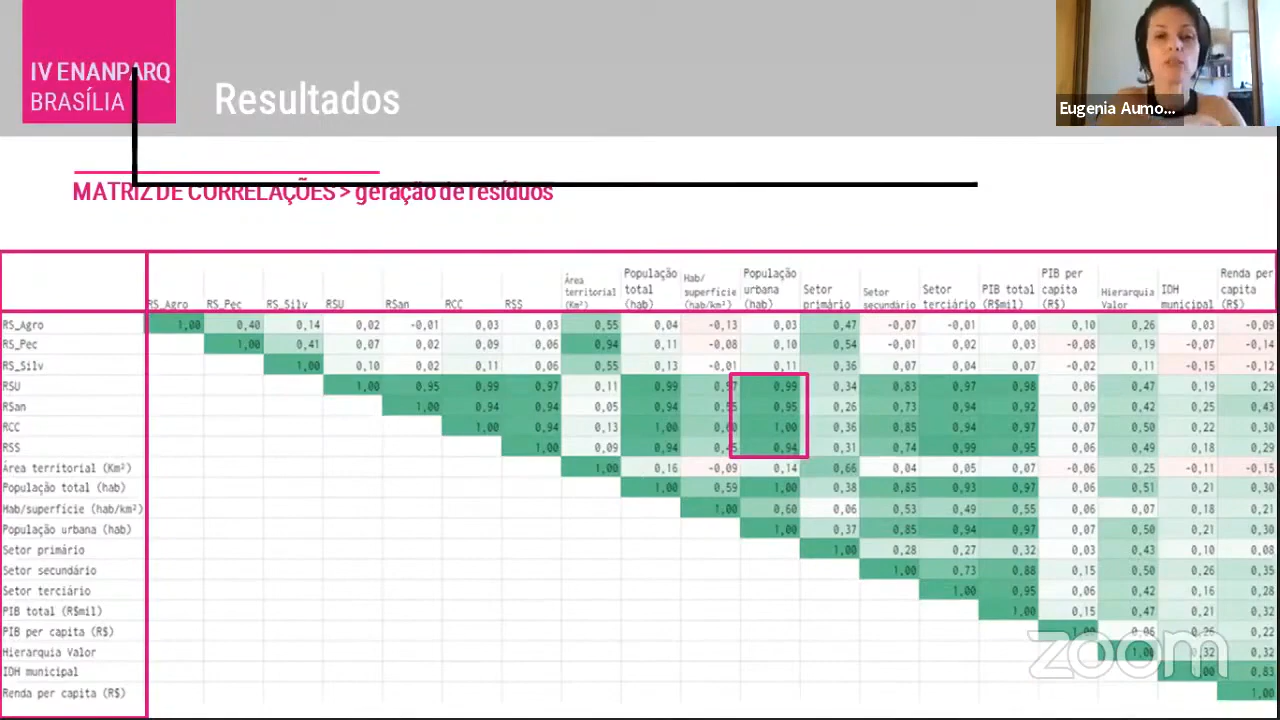 IV ENANPARQ
BRASÍLIA
Resultados
Eugenia Aumo...
MATRIZ DE CORRELAÇÕES > geração de resíduos
RS_Agro RS_Pec RS_Silv RSU RSan RCC RSS Área territorial (Km²) População total (hab) Hab/superfície (hab/km²) População urbana (hab) Setor primário Setor secundário Setor terciário PIB total (R$mil) PIB per capita (R$) Hierarquia Valor IDH municipal Renda per capita (R$)
RS_Agro 1,00 0,40 0,14 0,02 -0,01 0,03 0,03 0,55 0,04 -0,13 0,03 0,47 -0,07 -0,01 0,00 0,10 0,26 0,03 -0,09
RS_Pec 1,00 0,41 0,07 0,02 0,09 0,06 0,94 0,11 -0,08 0,10 0,54 -0,01 0,02 0,03 -0,08 0,19 -0,07 -0,14
RS_Silv 1,00 0,10 0,02 0,11 0,06 0,55 0,13 -0,01 0,11 0,36 0,07 0,04 0,07 -0,02 0,11 -0,15 -0,12
RSU 1,00 0,95 0,99 0,97 0,11 0,99 0,57 0,99 0,34 0,83 0,97 0,98 0,06 0,47 0,19 0,29
RSan 1,00 0,94 0,94 0,05 0,94 0,55 0,95 0,26 0,73 0,94 0,92 0,09 0,42 0,25 0,43
RCC 1,00 0,94 0,13 1,00 0,60 1,00 0,36 0,85 0,94 0,97 0,06 0,50 0,22 0,30
RSS 1,00 0,09 0,94 0,45 0,94 0,31 0,74 0,99 0,95 0,06 0,49 0,18 0,29
Área territorial (Km²) 1,00 0,16 -0,09 0,14 0,66 0,04 0,05 0,07 -0,06 0,25 -0,11 -0,15
População total (hab) 1,00 0,59 1,00 0,38 0,85 0,93 0,97 0,06 0,51 0,21 0,30
Hab/superfície (hab/km²) 1,00 0,60 0,06 0,53 0,49 0,55 0,06 0,07 0,18 0,21
População urbana (hab) 1,00 0,37 0,85 0,94 0,97 0,07 0,50 0,21 0,30
Setor primário 1,00 0,28 0,27 0,32 0,03 0,43 0,10 0,08
Setor secundário 1,00 0,73 0,88 0,15 0,50 0,26 0,35
Setor terciário 1,00 0,95 0,06 0,42 0,16 0,28
PIB total (R$mil) 1,00 0,15 0,47 0,21 0,32
PIB per capita (R$) 1,00 0,06 0,26 0,22
Hierarquia Valor 1,00 0,32 0,32
IDH municipal 1,00 0,83
Renda per capita (R$) 1,00
zoom